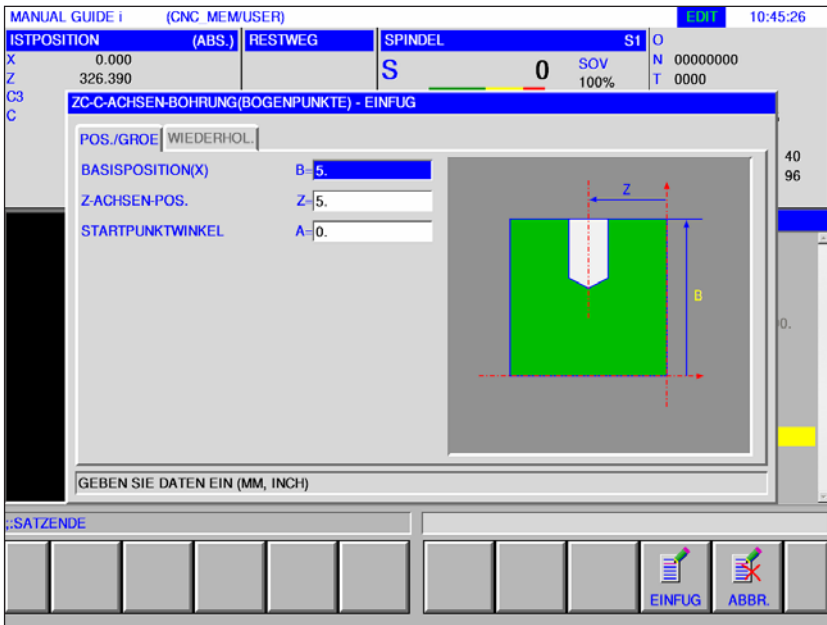 MANUAL GUIDE i (CNC_MEM/USER) EDIT 10:45:26
ISTPOSITION (ABS.) RESTWEG SPINDEL S1 O
X 0.000 N 00000000
Z 326.390 S 0 SOV 100% T 0000
C3
C
ZC-C-ACHSEN-BOHRUNG(BOGENPUNKTE) - EINFUG
POS./GROE WIEDERHOL.
BASISPOSITION(X) B= 5.
Z-ACHSEN-POS. Z= 5.
STARTPUNKTWINKEL A= 0.
Z
B
40
96
00.
GEBEN SIE DATEN EIN (MM, INCH)
;:SATZENDE
EINFUG ABBR.